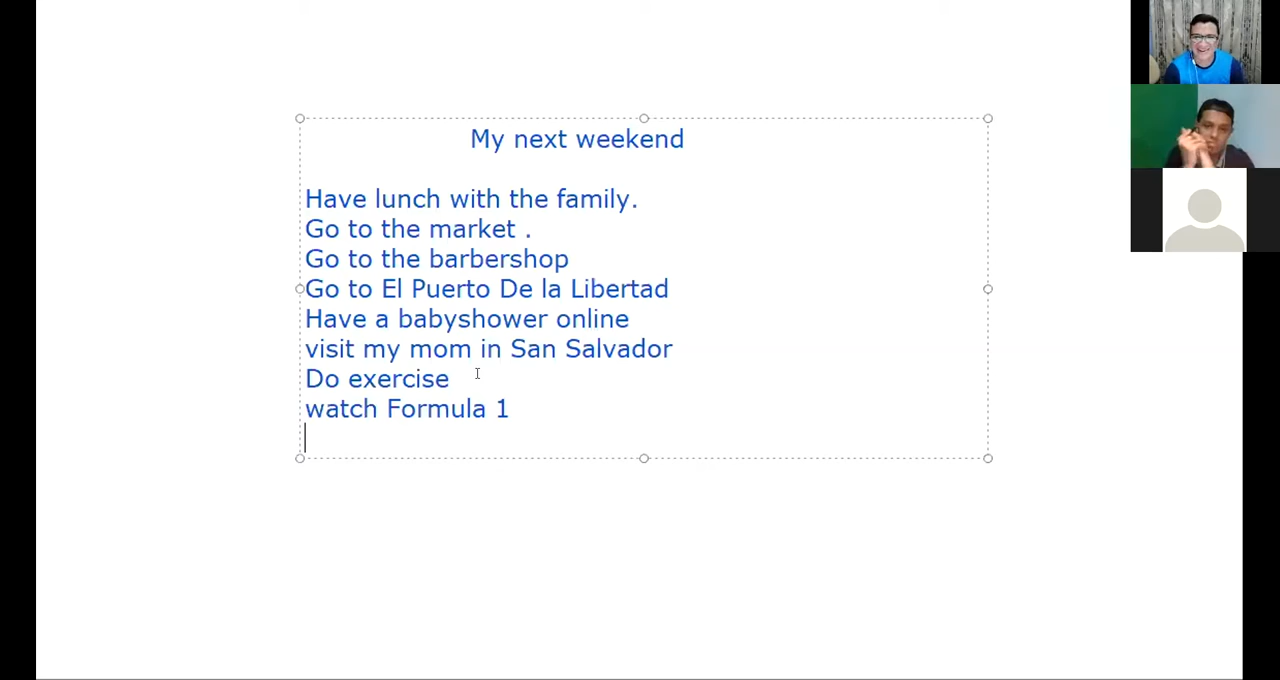 My next weekend
Have lunch with the family.
Go to the market .
Go to the barbershop
Go to El Puerto De la Libertad
Have a babyshower online
visit my mom in San Salvador
Do exercise
watch Formula 1